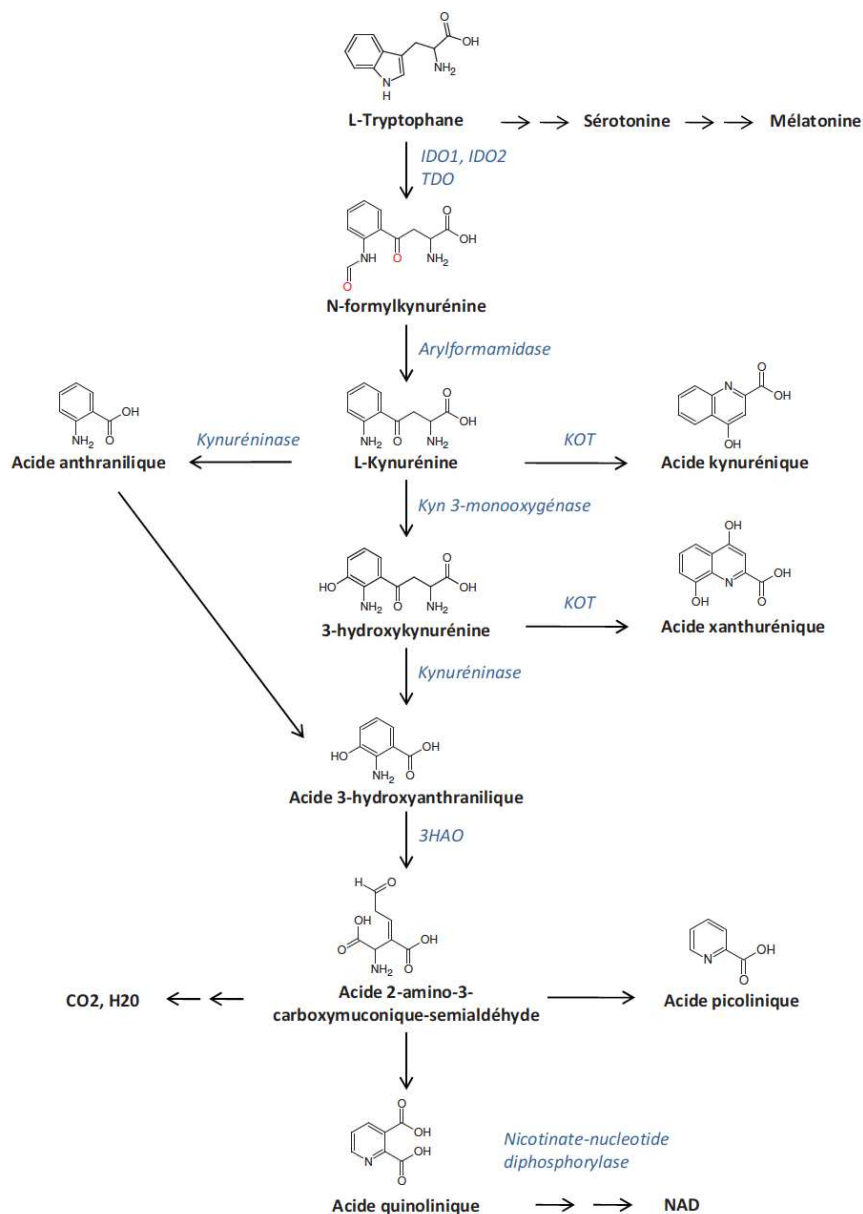 L-Tryptophane
Sérotonine
Mélatonine
IDO1, IDO2
TDO
N-formylkynurénine
Arylformamidase
Acide anthranilique
Kynuréninase
L-Kynurénine
KOT
Acide kynurénique
Kyn 3-monooxygénase
3-hydroxykynurénine
KOT
Acide xanthurénique
Kynuréninase
Acide 3-hydroxyanthranilique
3HAO
CO2, H20
Acide 2-amino-3-
carboxymuconique-semialdéhyde
Acide picolinique
Nicotinate-nucleotide
diphosphorylase
Acide quinolinique
NAD